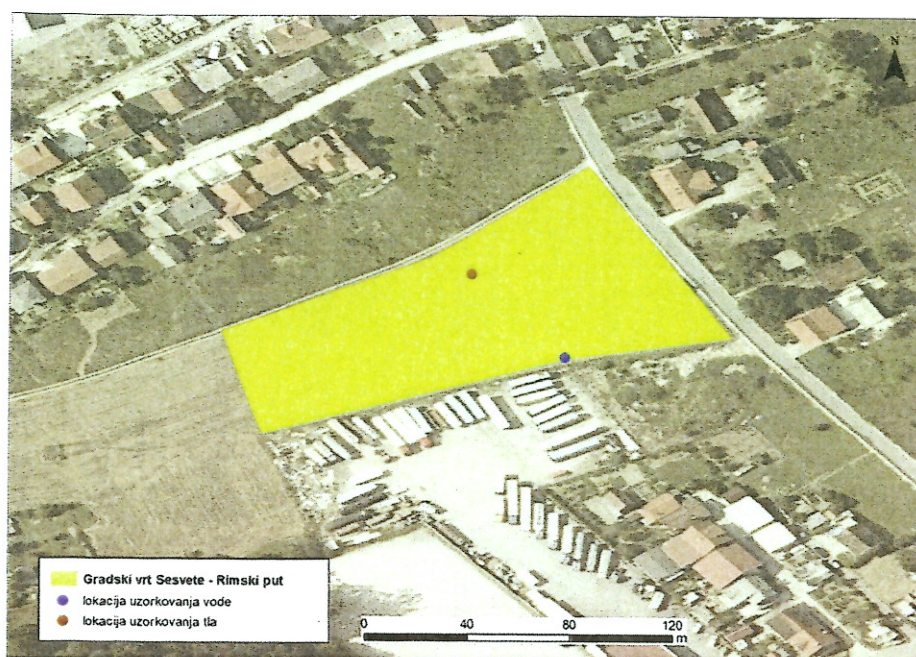 N
Gradski vrt Sesvete - Rimski put
lokacija uzorkovanja vode
lokacija uzorkovanja tla
0 40 80 120
m